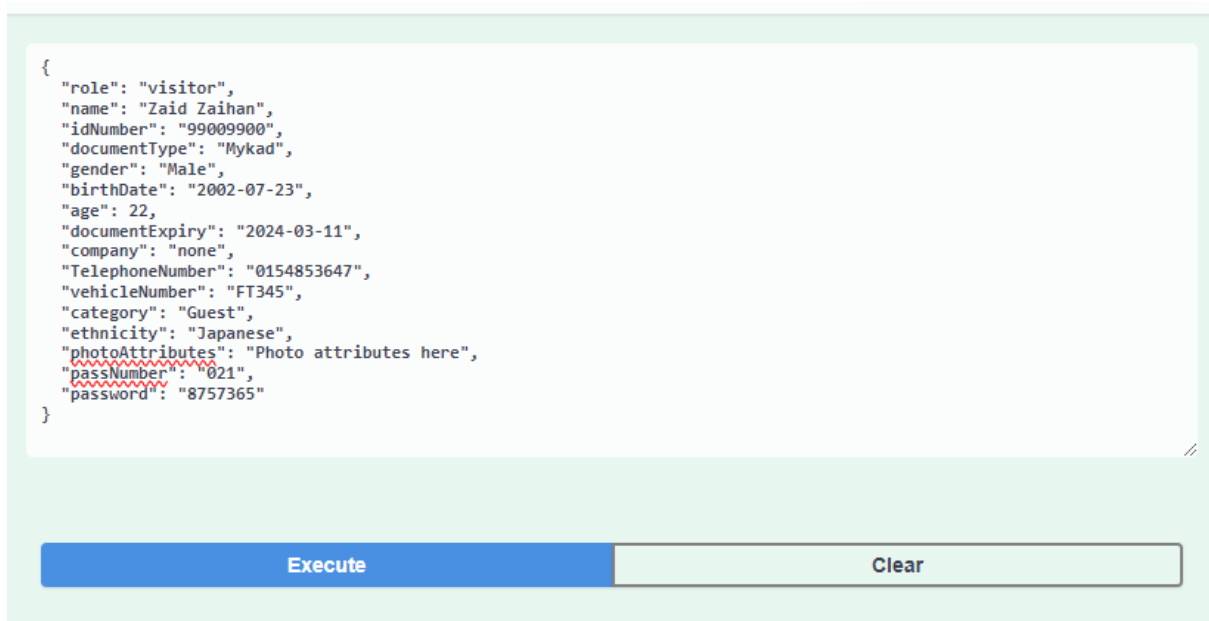 {
  "role": "visitor",
  "name": "Zaid Zaihan",
  "idNumber": "99009900",
  "documentType": "Mykad",
  "gender": "Male",
  "birthDate": "2002-07-23",
  "age": 22,
  "documentExpiry": "2024-03-11",
  "company": "none",
  "TelephoneNumber": "0154853647",
  "vehicleNumber": "FT345",
  "category": "Guest",
  "ethnicity": "Japanese",
  "photoAttributes": "Photo attributes here",
  "passNumber": "021",
  "password": "8757365"
}
Execute
Clear